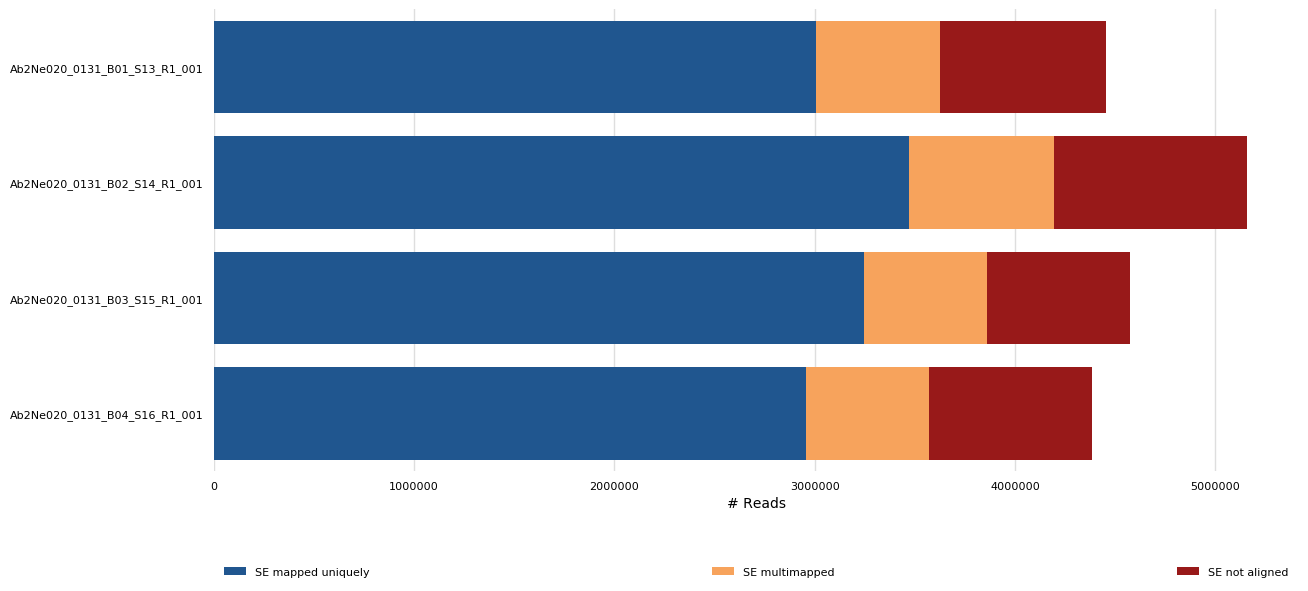 Ab2Ne020_0131_B01_S13_R1_001
Ab2Ne020_0131_B02_S14_R1_001
Ab2Ne020_0131_B03_S15_R1_001
Ab2Ne020_0131_B04_S16_R1_001
0 1000000 2000000 3000000 4000000 5000000
# Reads
SE mapped uniquely SE multimapped SE not aligned